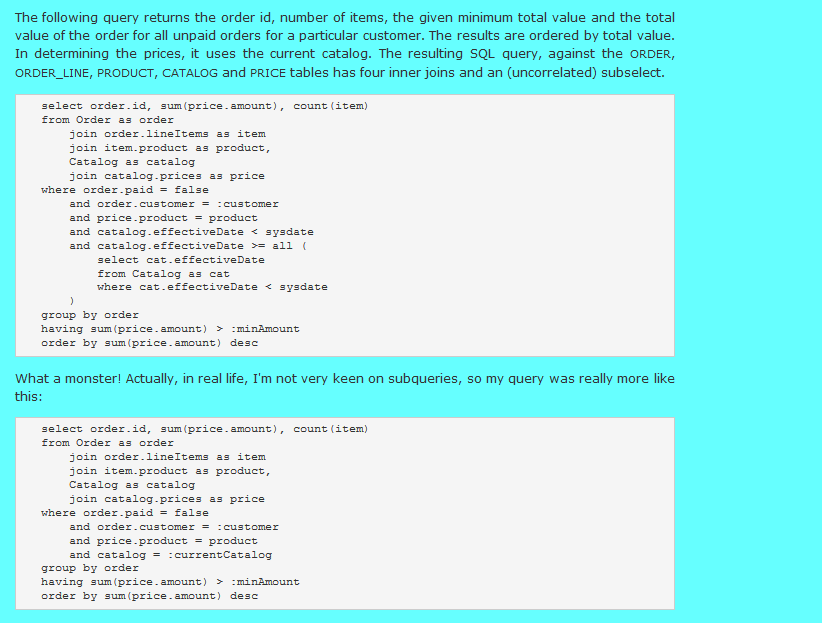 The following query returns the order id, number of items, the given minimum total value and the total
value of the order for all unpaid orders for a particular customer. The results are ordered by total value.
In determining the prices, it uses the current catalog. The resulting SQL query, against the ORDER,
ORDER_LINE, PRODUCT, CATALOG and PRICE tables has four inner joins and an (uncorrelated) subselect.
select order.id, sum(price.amount), count(item)
from Order as order
    join order.lineItems as item
    join item.product as product,
    Catalog as catalog
    join catalog.prices as price
where order.paid = false
    and order.customer = :customer
    and price.product = product
    and catalog.effectiveDate < sysdate
    and catalog.effectiveDate >= all (
        select cat.effectiveDate
        from Catalog as cat
        where cat.effectiveDate < sysdate
    )
group by order
having sum(price.amount) > :minAmount
order by sum(price.amount) desc
What a monster! Actually, in real life, I'm not very keen on subqueries, so my query was really more like
this:
select order.id, sum(price.amount), count(item)
from Order as order
    join order.lineItems as item
    join item.product as product,
    Catalog as catalog
    join catalog.prices as price
where order.paid = false
    and order.customer = :customer
    and price.product = product
    and catalog = :currentCatalog
group by order
having sum(price.amount) > :minAmount
order by sum(price.amount) desc